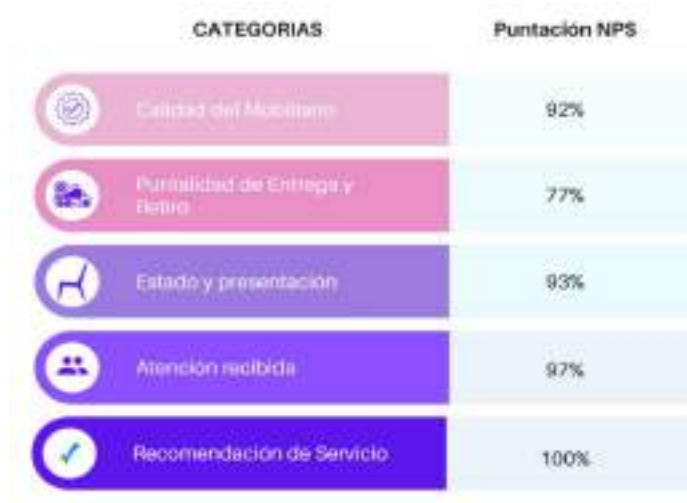 CATEGORIAS Puntación NPS
Calidad del Mobiliario 92%
Puntualidad de Entrega y
Retiro 77%
Estado y presentación 93%
Atención recibida 97%
Recomendación de Servicio 100%